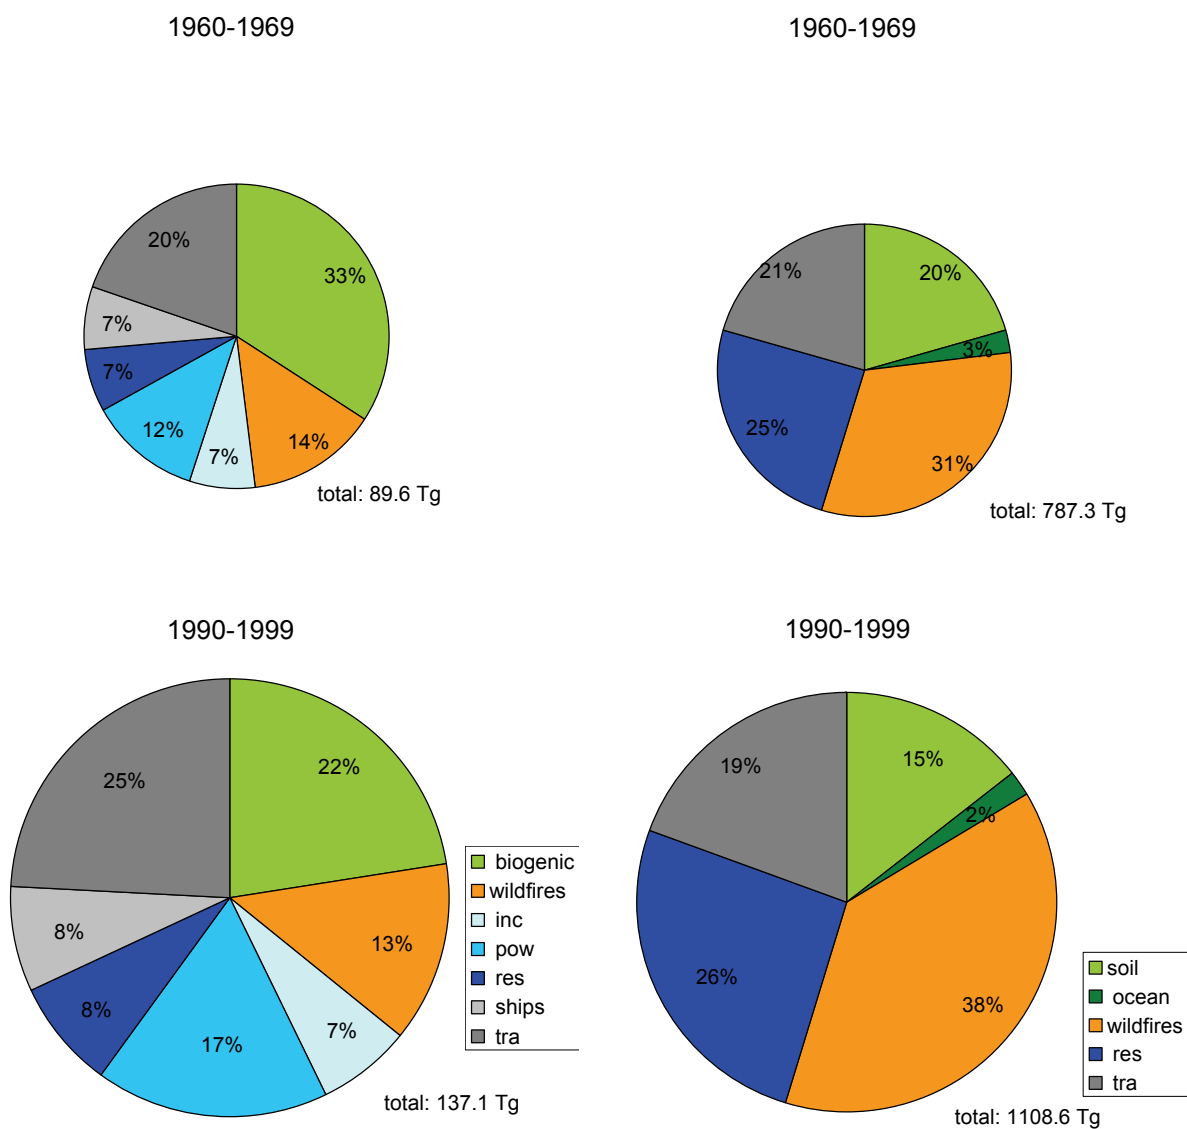 1960-1969
20%
33%
7%
7%
12%
7%
14%
total: 89.6 Tg
1960-1969
21%
20%
3%
25%
31%
total: 787.3 Tg
1990-1999
25%
22%
8%
13%
8%
17%
7%
biogenic
wildfires
inc
pow
res
ships
tra
total: 137.1 Tg
1990-1999
19%
15%
2%
26%
38%
soil
ocean
wildfires
res
tra
total: 1108.6 Tg